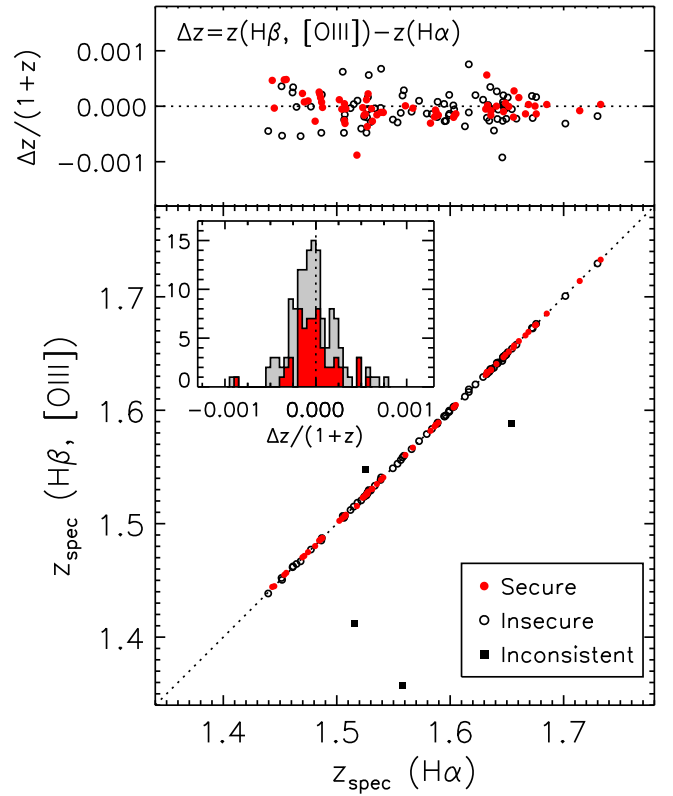 Δz=z(Hβ, [OIII])−z(Hα)
Δz/(1+z)
0.001
0.000
−0.001
15
10
5
0
−0.001 0.000 0.001
Δz/(1+z)
z_spec (Hβ, [OIII])
1.7
1.6
1.5
1.4
Secure
Insecure
Inconsistent
1.4 1.5 1.6 1.7
z_spec (Hα)